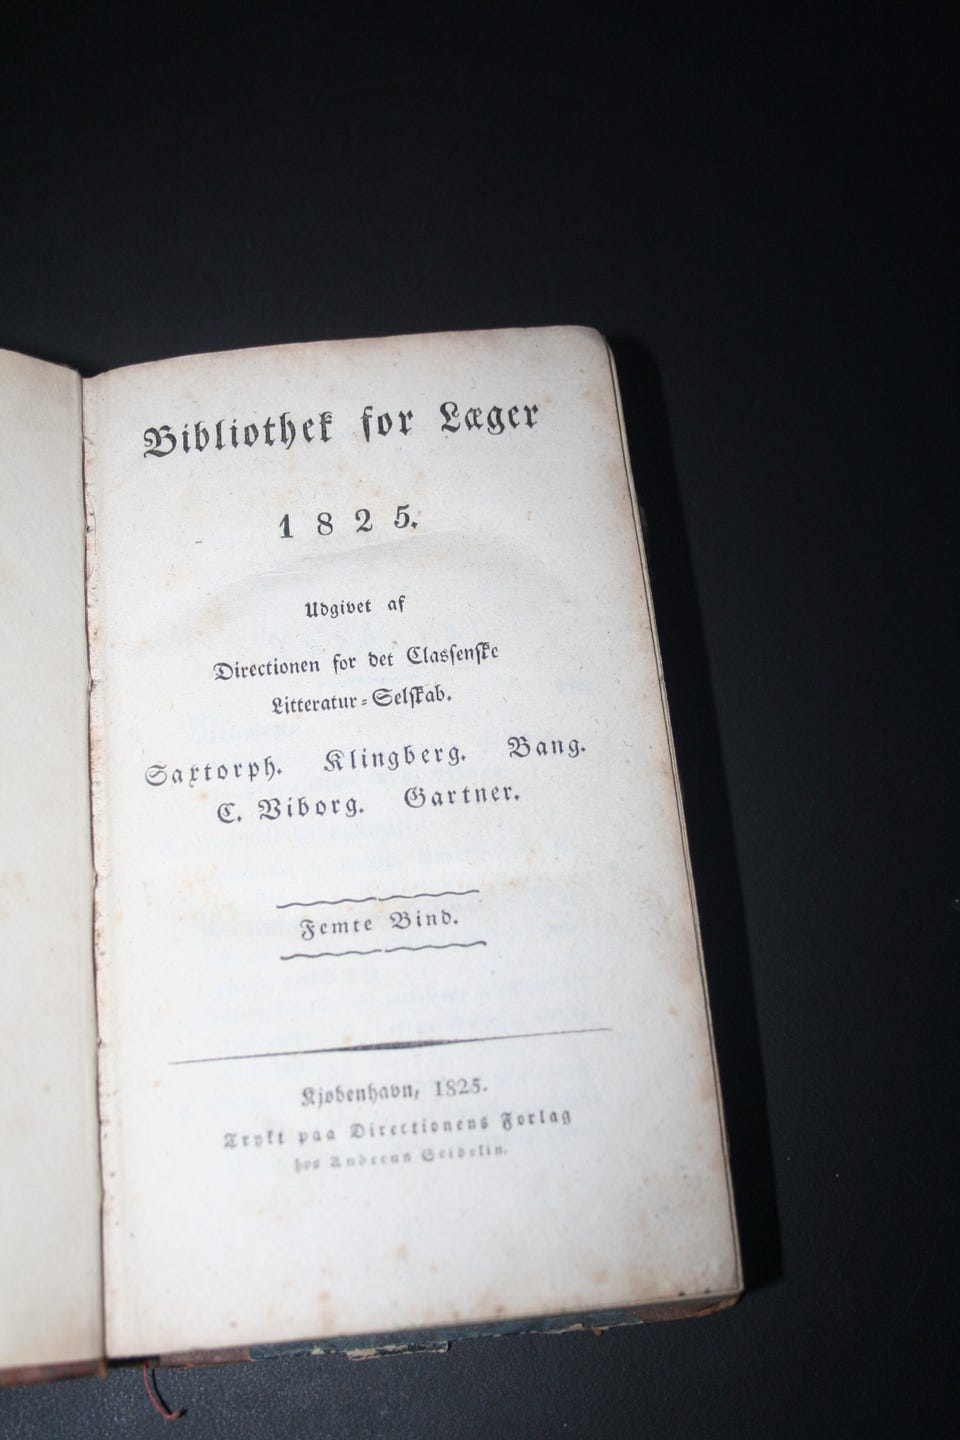 Bibliothek for Læger
1825.
Udgivet af
Directionen for det Classenske
Litteratur-Selskab.
Saxtorph. Klingberg. Bang.
C. Viborg. Gartner.
Femte Bind.
Kjøbenhavn, 1825.
Trykt paa Directionens Forlag
hos Andreas Seidelin.